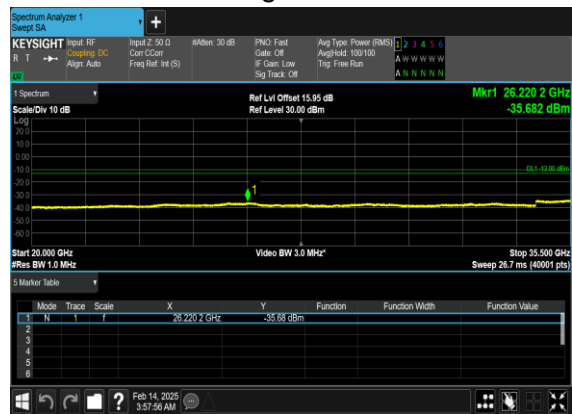 Spectrum Analyzer 1
Swept SA
+
KEYSIGHT
R T
LW
Input: RF
Coupling: DC
Align: Auto
Input Z: 50 Ω
Corr CCorr
Freq Ref: Int (S)
#Atten: 30 dB
PNO: Fast
Gate: Off
IF Gain: Low
Sig Track: Off
Avg Type: Power (RMS)
Avg|Hold: 100/100
Trig: Free Run
1 2 3 4 5 6
A W W W W W
A N N N N N
1 Spectrum
Scale/Div 10 dB
Ref Lvl Offset 15.95 dB
Ref Level 30.00 dBm
Mkr1 26.220 2 GHz
-35.682 dBm
Log
20.0
10.0
0.00
-10.0
-20.0
-30.0
-40.0
-50.0
-60.0
DL1 -13.00 dBm
1
Start 20.000 GHz
#Res BW 1.0 MHz
Video BW 3.0 MHz*
Stop 35.500 GHz
Sweep 26.7 ms (40001 pts)
5 Marker Table
Mode Trace Scale X Y Function Function Width Function Value
1 N 1 f 26.220 2 GHz -35.68 dBm
2
3
4
5
6
?
Feb 14, 2025
3:57:56 AM